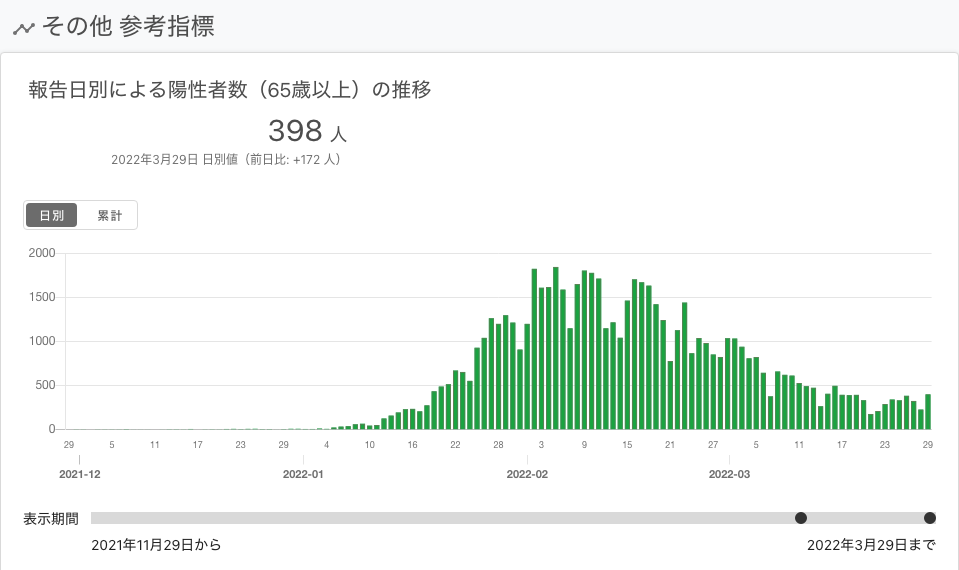 その他 参考指標
報告日別による陽性者数（65歳以上）の推移
398 人
2022年3月29日 日別値（前日比: +172 人）
日別 累計
2000
1500
1000
500
0
29 5 11 17 23 29 4 10 16 22 28 3 9 15 21 27 5 11 17 23 29
2021-12 2022-01 2022-02 2022-03
表示期間
2021年11月29日から 2022年3月29日まで